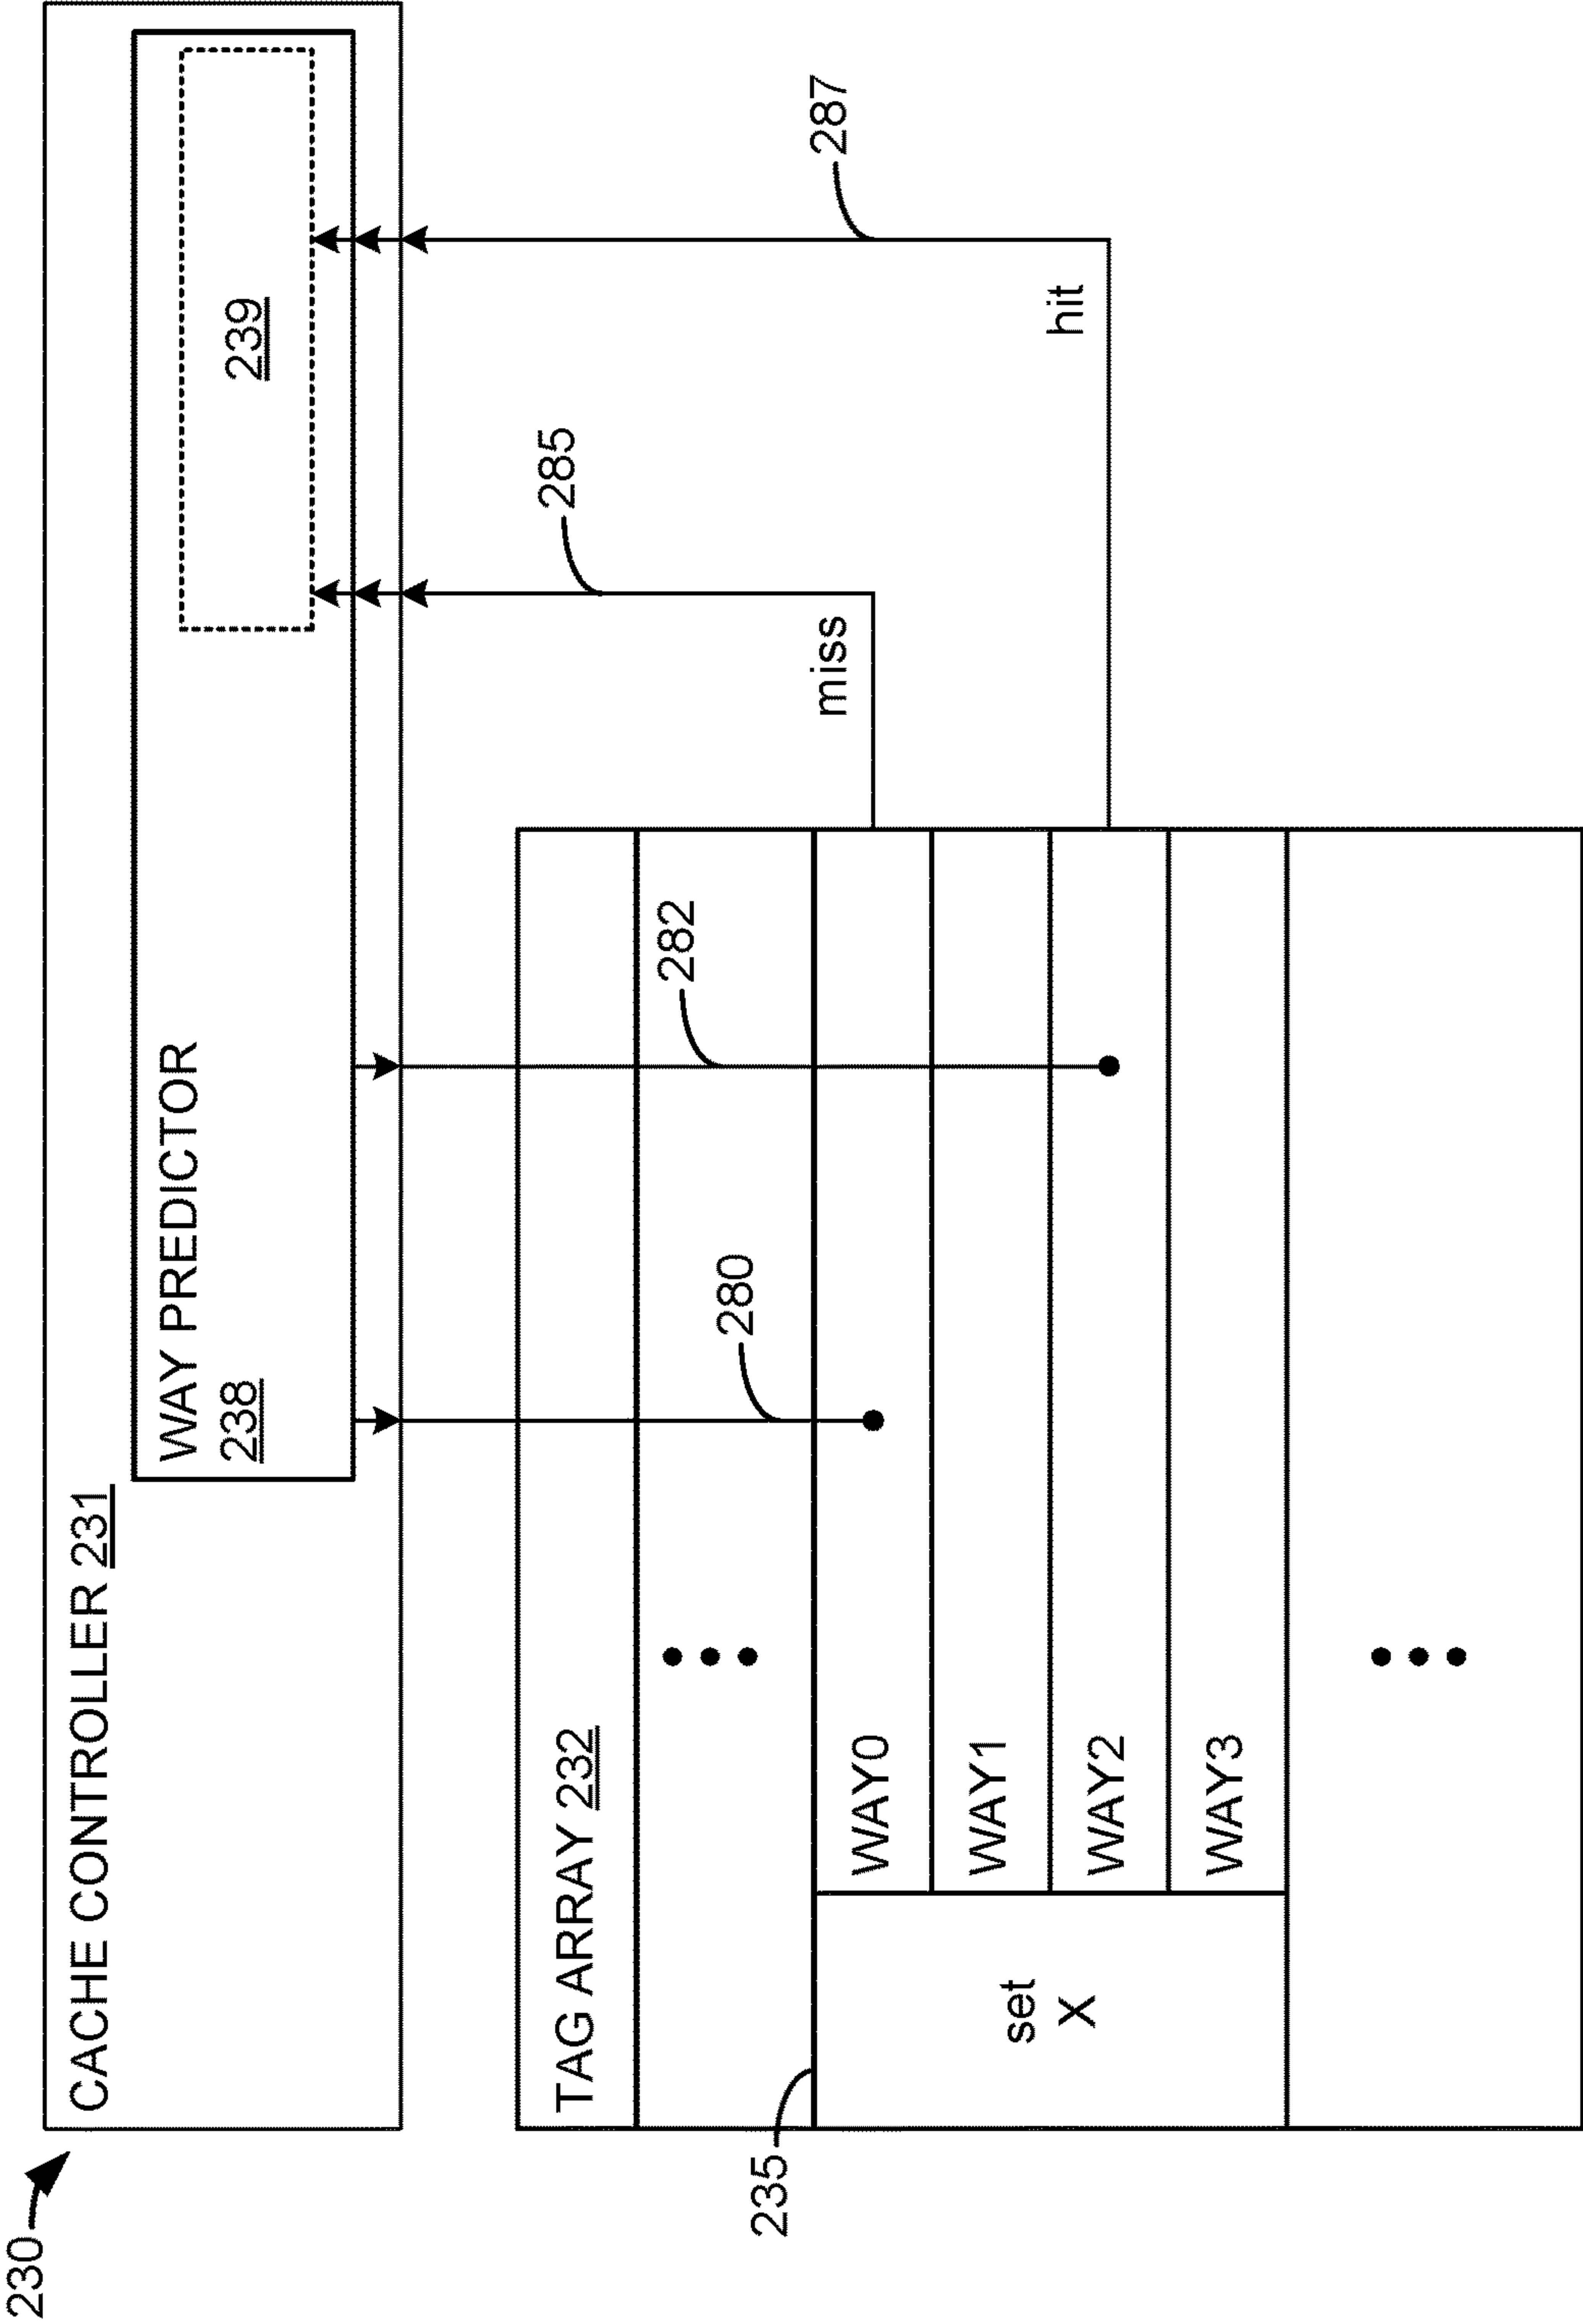 230
CACHE CONTROLLER 231
WAY PREDICTOR
238
239
TAG ARRAY 232
280
282
285
287
miss
hit
235
set
X
WAY0
WAY1
WAY2
WAY3